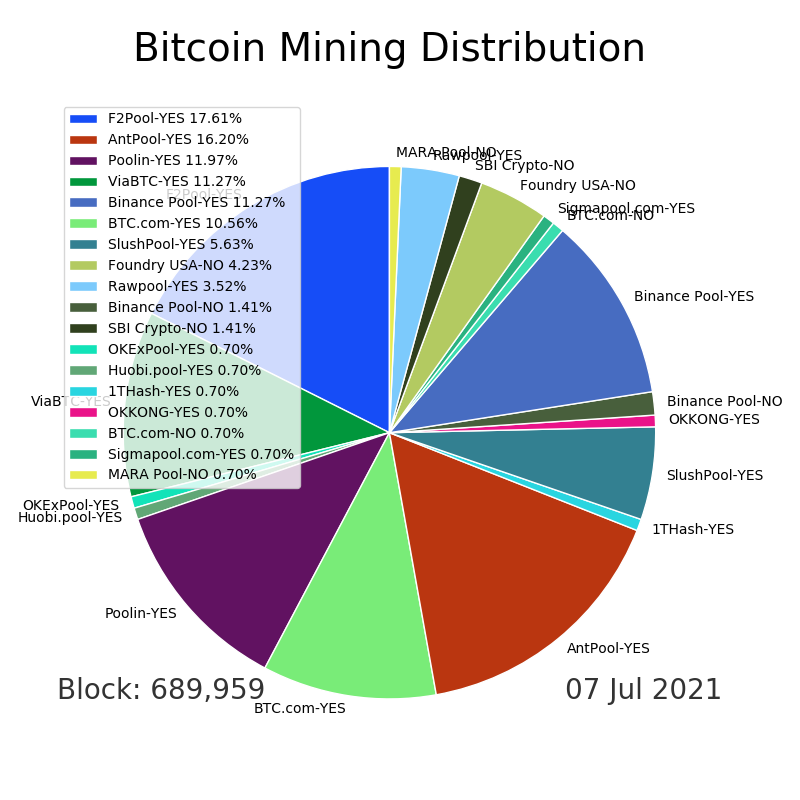 Bitcoin Mining Distribution
F2Pool-YES 17.61%
AntPool-YES 16.20%
Poolin-YES 11.97%
ViaBTC-YES 11.27%
Binance Pool-YES 11.27%
BTC.com-YES 10.56%
SlushPool-YES 5.63%
Foundry USA-NO 4.23%
Rawpool-YES 3.52%
Binance Pool-NO 1.41%
SBI Crypto-NO 1.41%
OKExPool-YES 0.70%
Huobi.pool-YES 0.70%
1THash-YES 0.70%
OKKONG-YES 0.70%
BTC.com-NO 0.70%
Sigmapool.com-YES 0.70%
MARA Pool-NO 0.70%
MARA Pool-NO
Rawpool-YES
SBI Crypto-NO
Foundry USA-NO
Sigmapool.com-YES
BTC.com-NO
Binance Pool-YES
Binance Pool-NO
OKKONG-YES
SlushPool-YES
1THash-YES
AntPool-YES
BTC.com-YES
Poolin-YES
Huobi.pool-YES
OKExPool-YES
ViaBTC-YES
F2Pool-YES
Block: 689,959
07 Jul 2021